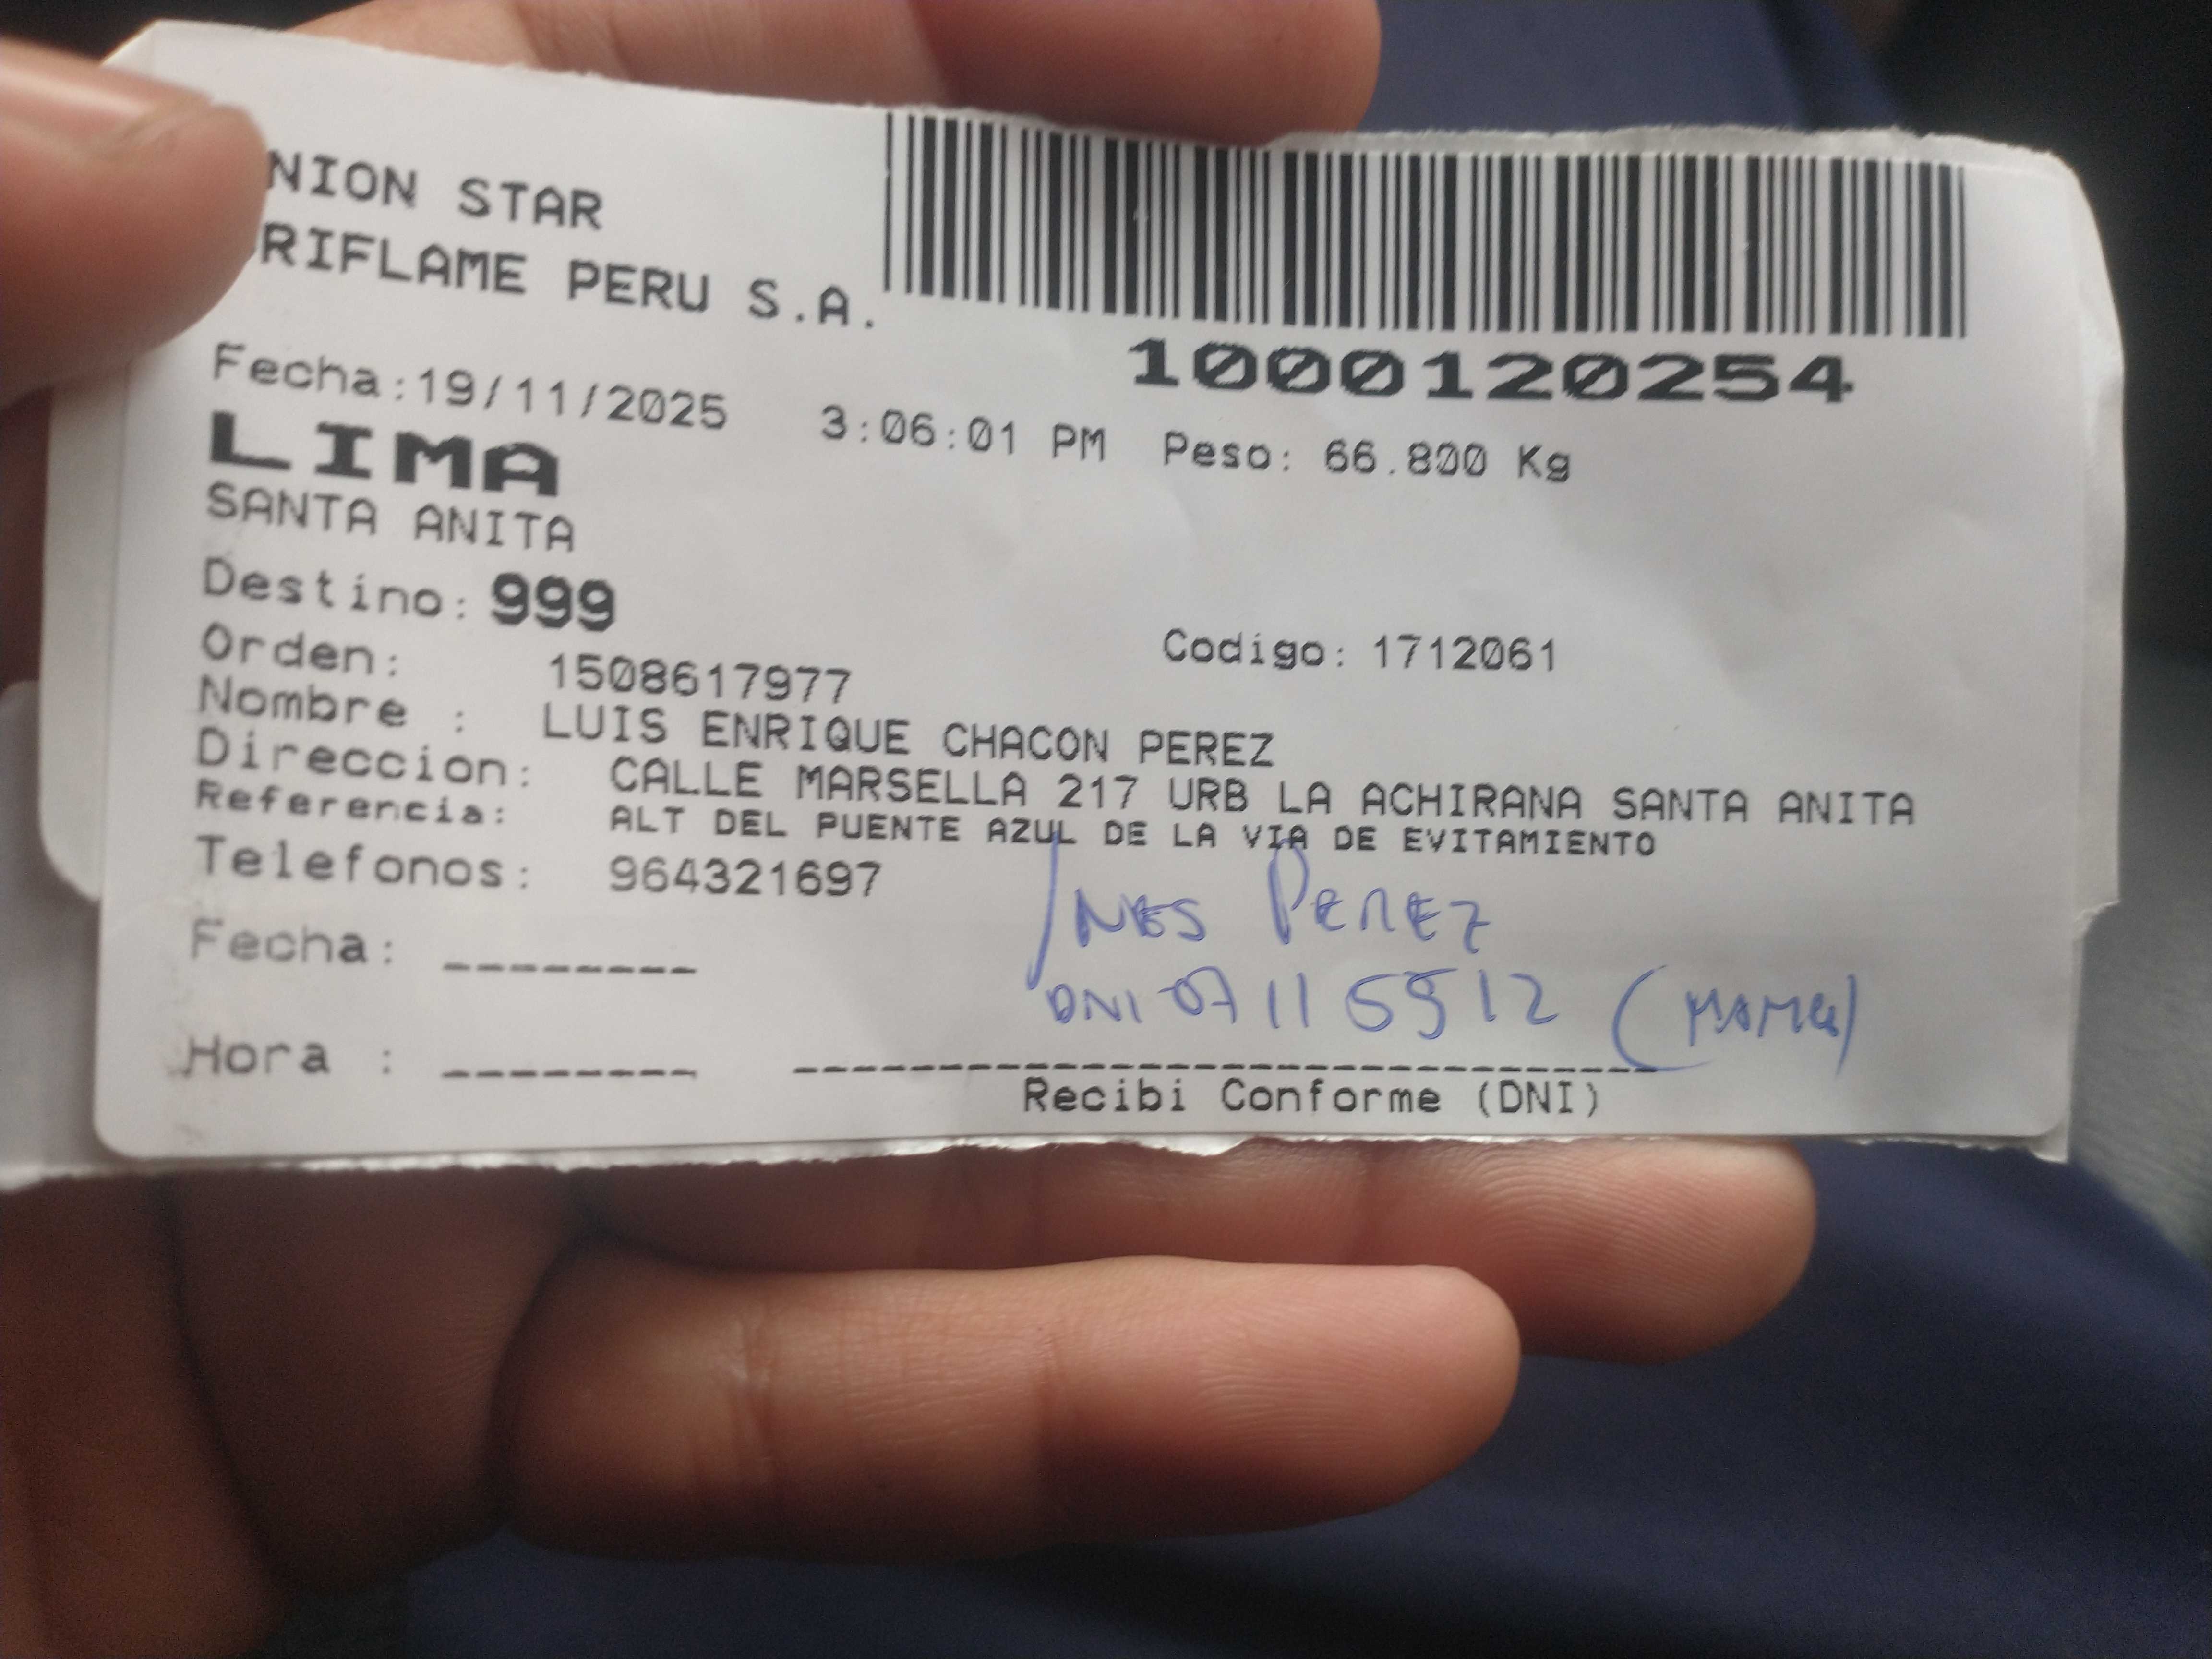 NION STAR
RIFLAME PERU S.A.
1000120254
Fecha:19/11/2025 3:06:01 PM Peso: 66.800 Kg
LIMA
SANTA ANITA
Destino: 999
Orden: 1508617977 Codigo: 1712061
Nombre : LUIS ENRIQUE CHACON PEREZ
Direccion: CALLE MARSELLA 217 URB LA ACHIRANA SANTA ANITA
Referencia: ALT DEL PUENTE AZUL DE LA VIA DE EVITAMIENTO
Telefonos: 964321697
INES PEREZ
Fecha: --------
DNI 07115912 (MAMA)
Hora : --------
Recibi Conforme (DNI)